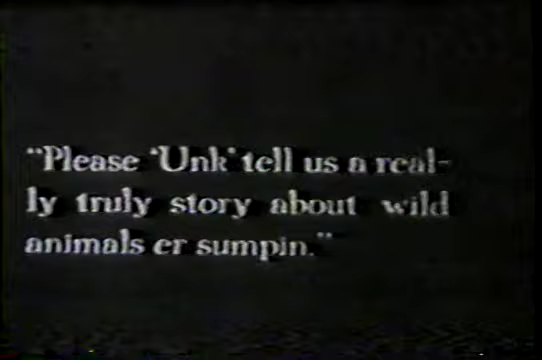 "Please 'Unk' tell us a real-
ly truly story about wild
animals er sumpin."